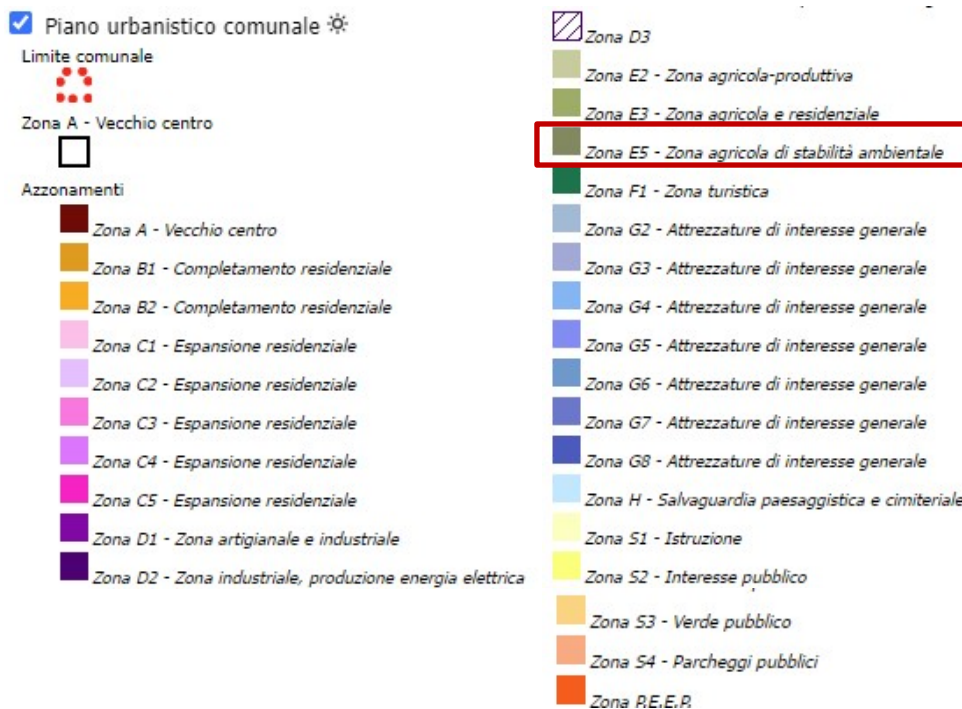 Piano urbanistico comunale
Limite comunale
Zona A - Vecchio centro
Azzonamenti
Zona A - Vecchio centro
Zona B1 - Completamento residenziale
Zona B2 - Completamento residenziale
Zona C1 - Espansione residenziale
Zona C2 - Espansione residenziale
Zona C3 - Espansione residenziale
Zona C4 - Espansione residenziale
Zona C5 - Espansione residenziale
Zona D1 - Zona artigianale e industriale
Zona D2 - Zona industriale, produzione energia elettrica
Zona D3
Zona E2 - Zona agricola-produttiva
Zona E3 - Zona agricola e residenziale
Zona E5 - Zona agricola di stabilità ambientale
Zona F1 - Zona turistica
Zona G2 - Attrezzature di interesse generale
Zona G3 - Attrezzature di interesse generale
Zona G4 - Attrezzature di interesse generale
Zona G5 - Attrezzature di interesse generale
Zona G6 - Attrezzature di interesse generale
Zona G7 - Attrezzature di interesse generale
Zona G8 - Attrezzature di interesse generale
Zona H - Salvaguardia paesaggistica e cimiteriale
Zona S1 - Istruzione
Zona S2 - Interesse pubblico
Zona S3 - Verde pubblico
Zona S4 - Parcheggi pubblici
Zona P.E.E.P.